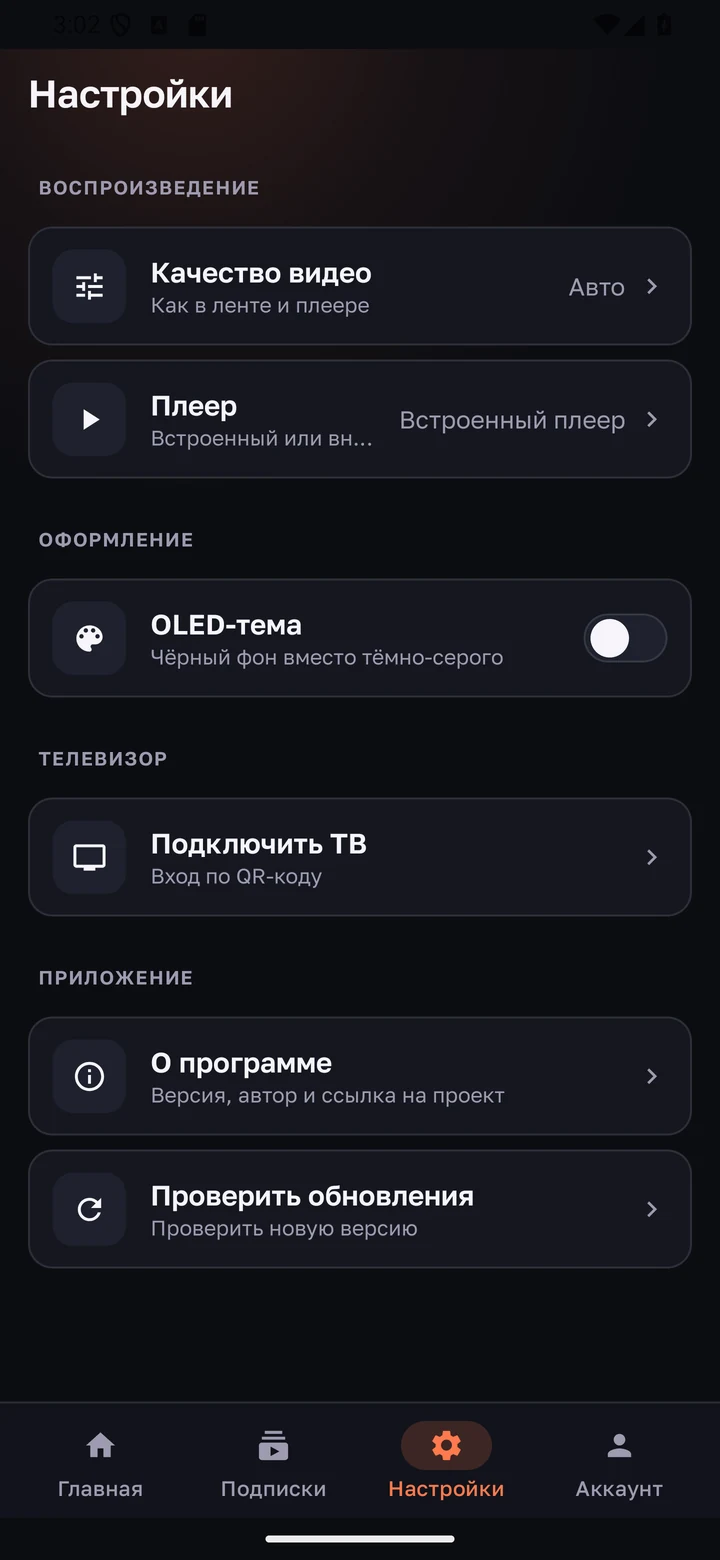 3:02
Настройки
ВОСПРОИЗВЕДЕНИЕ
Качество видео
Как в ленте и плеере
Авто
Плеер
Встроенный или вн...
Встроенный плеер
ОФОРМЛЕНИЕ
OLED-тема
Чёрный фон вместо тёмно-серого
ТЕЛЕВИЗОР
Подключить ТВ
Вход по QR-коду
ПРИЛОЖЕНИЕ
О программе
Версия, автор и ссылка на проект
Проверить обновления
Проверить новую версию
Главная
Подписки
Настройки
Аккаунт